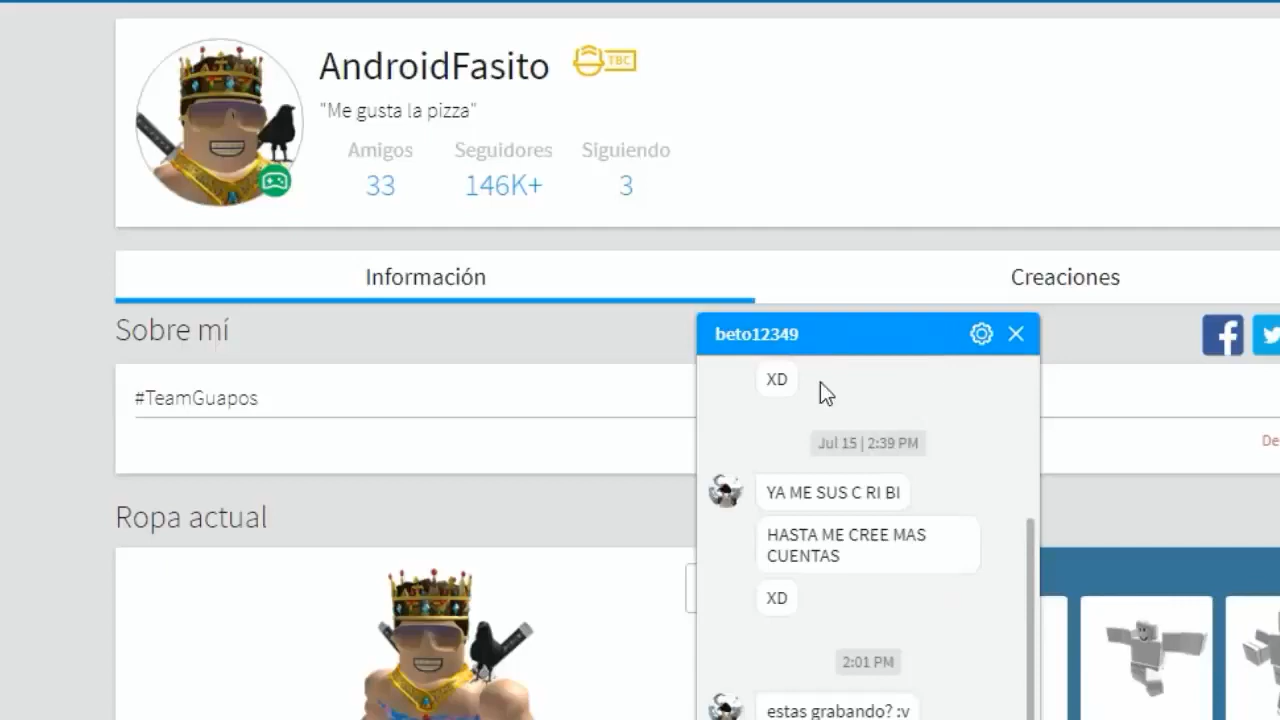 AndroidFasito
TBC
"Me gusta la pizza"
Amigos
Seguidores
Siguiendo
33
146K+
3
Información
Creaciones
Sobre mí
#TeamGuapos
De
Ropa actual
beto12349
XD
Jul 15 | 2:39 PM
YA ME SUS C RI BI
HASTA ME CREE MAS
CUENTAS
XD
2:01 PM
estas grabando? :v